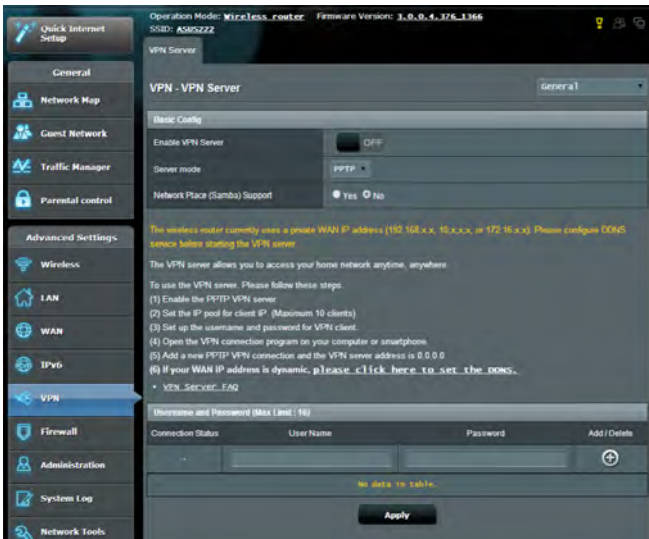 Quick Internet
Setup
General
Network Map
Guest Network
Traffic Manager
Parental control
Advanced Settings
Wireless
LAN
WAN
IPv6
VPN
Firewall
Administration
System Log
Network Tools
Operation Mode: Wireless router Firmware Version: 3.0.0.4.376_1366
SSID: ASUS222
VPN Server
VPN - VPN Server
General
Basic Config
Enable VPN Server
OFF
Server mode
PPTP
Network Place (Samba) Support
Yes No
The wireless router currently uses a private WAN IP address (192.168.x.x, 10.x.x.x, or 172.16.x.x). Please configure DDNS
service before starting the VPN server.
The VPN server allows you to access your home network anytime, anywhere
To use the VPN server. Please follow these steps.
(1) Enable the PPTP VPN server
(2) Set the IP pool for client IP. (Maximum 10 clients)
(3) Set up the username and password for VPN client.
(4) Open the VPN connection program on your computer or smartphone.
(5) Add a new PPTP VPN connection and the VPN server address is 0.0.0.0
(6) If your WAN IP address is dynamic, please click here to set the DDNS.
• VPN Server FAQ
Username and Password (Max Limit : 16)
Connection Status User Name Password Add / Delete
-
No data in table.
Apply